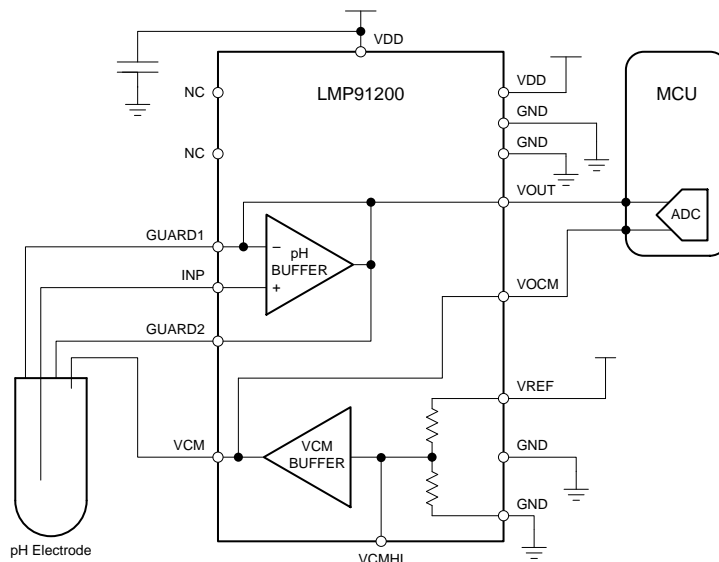 VDD
LMP91200
VDD
MCU
NC
GND
GND
NC
VOUT
ADC
GUARD1
−
pH
BUFFER
INP
+
VOCM
GUARD2
VREF
VCM
VCM
BUFFER
GND
GND
pH Electrode
VCMHI